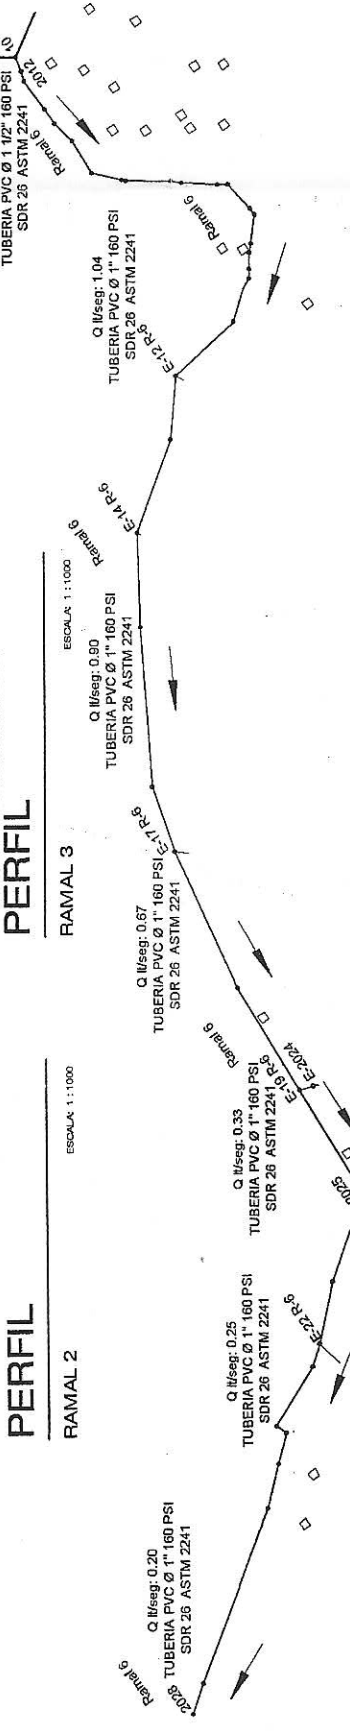 TUBERIA PVC Ø 1 1/2" 160 PSI
SDR 26 ASTM 2241
2012
Ramal 6
Ramal 6
Q lt/seg: 1.04
TUBERIA PVC Ø 1" 160 PSI
SDR 26 ASTM 2241
E-12 R-6
E-14 R-6
Ramal 6
PERFIL
RAMAL 3
ESCALA: 1 : 1000
Q lt/seg: 0.90
TUBERIA PVC Ø 1" 160 PSI
SDR 26 ASTM 2241
E-17 R-6
Q lt/seg: 0.67
TUBERIA PVC Ø 1" 160 PSI
SDR 26 ASTM 2241
Ramal 6
E-19 R-6
E-2024
Q lt/seg: 0.33
TUBERIA PVC Ø 1" 160 PSI
SDR 26 ASTM 2241
2025
PERFIL
RAMAL 2
ESCALA: 1 : 1000
Q lt/seg: 0.25
TUBERIA PVC Ø 1" 160 PSI
SDR 26 ASTM 2241
E-22 R-6
Q lt/seg: 0.20
TUBERIA PVC Ø 1" 160 PSI
SDR 26 ASTM 2241
Ramal 6
2028